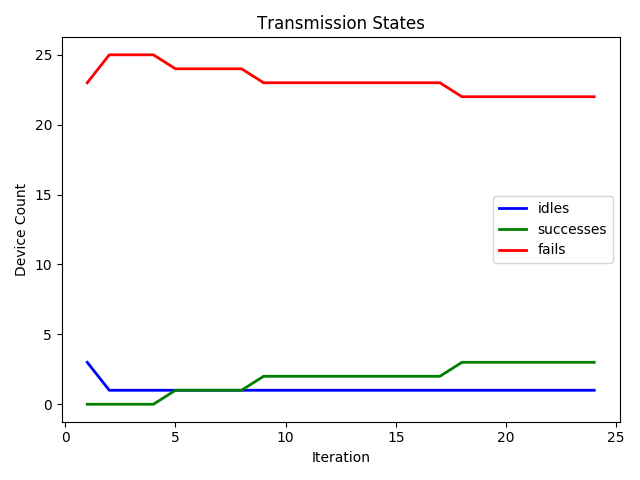 Transmission States
Device Count
25
20
15
10
5
0
idles
successes
fails
0 5 10 15 20 25
Iteration